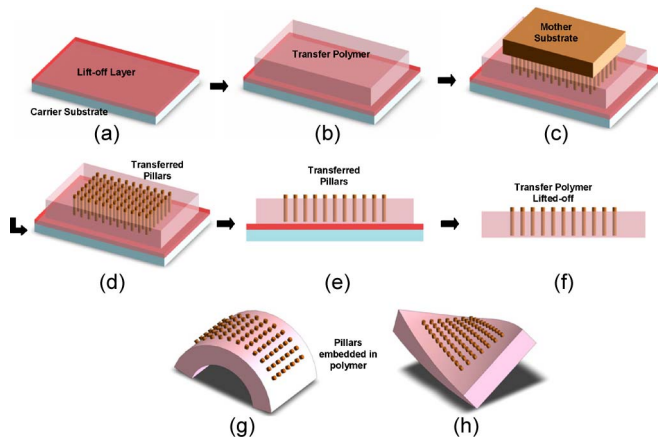 Lift-off Layer
Carrier Substrate
(a)
Transfer Polymer
(b)
Mother
Substrate
(c)
Transferred
Pillars
(d)
Transferred
Pillars
(e)
Transfer Polymer
Lifted-off
(f)
(g)
Pillars
embedded in
polymer
(h)